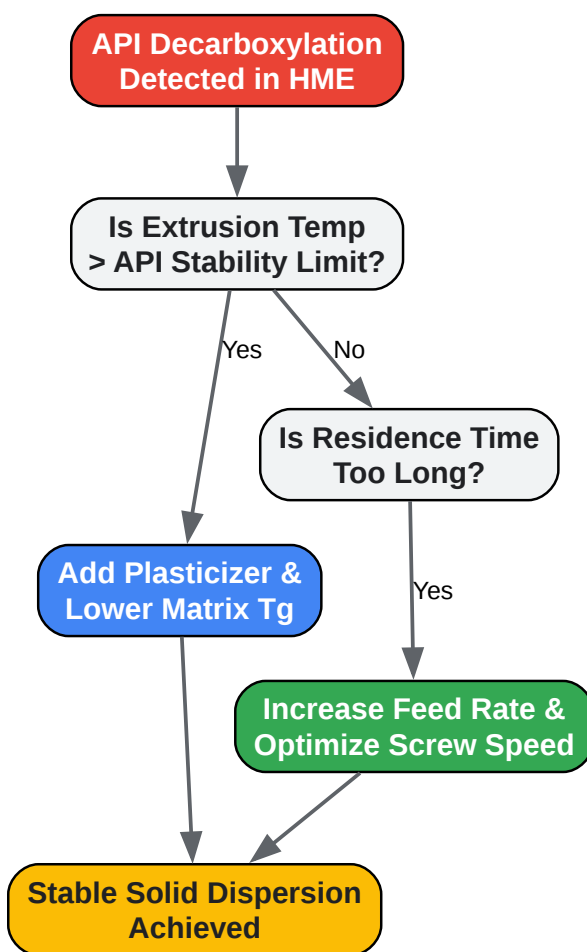 API Decarboxylation
Detected in HME
Is Extrusion Temp
> API Stability Limit?
Yes
No
Is Residence Time
Too Long?
Add Plasticizer &
Lower Matrix Tg
Yes
Increase Feed Rate &
Optimize Screw Speed
Stable Solid Dispersion
Achieved